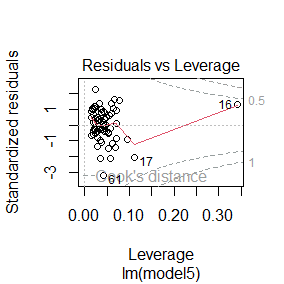 Residuals vs Leverage
Standardized residuals
1
-1
-3
16
0.5
17
1
61
Cook's distance
0.00
0.10
0.20
0.30
Leverage
lm(model5)